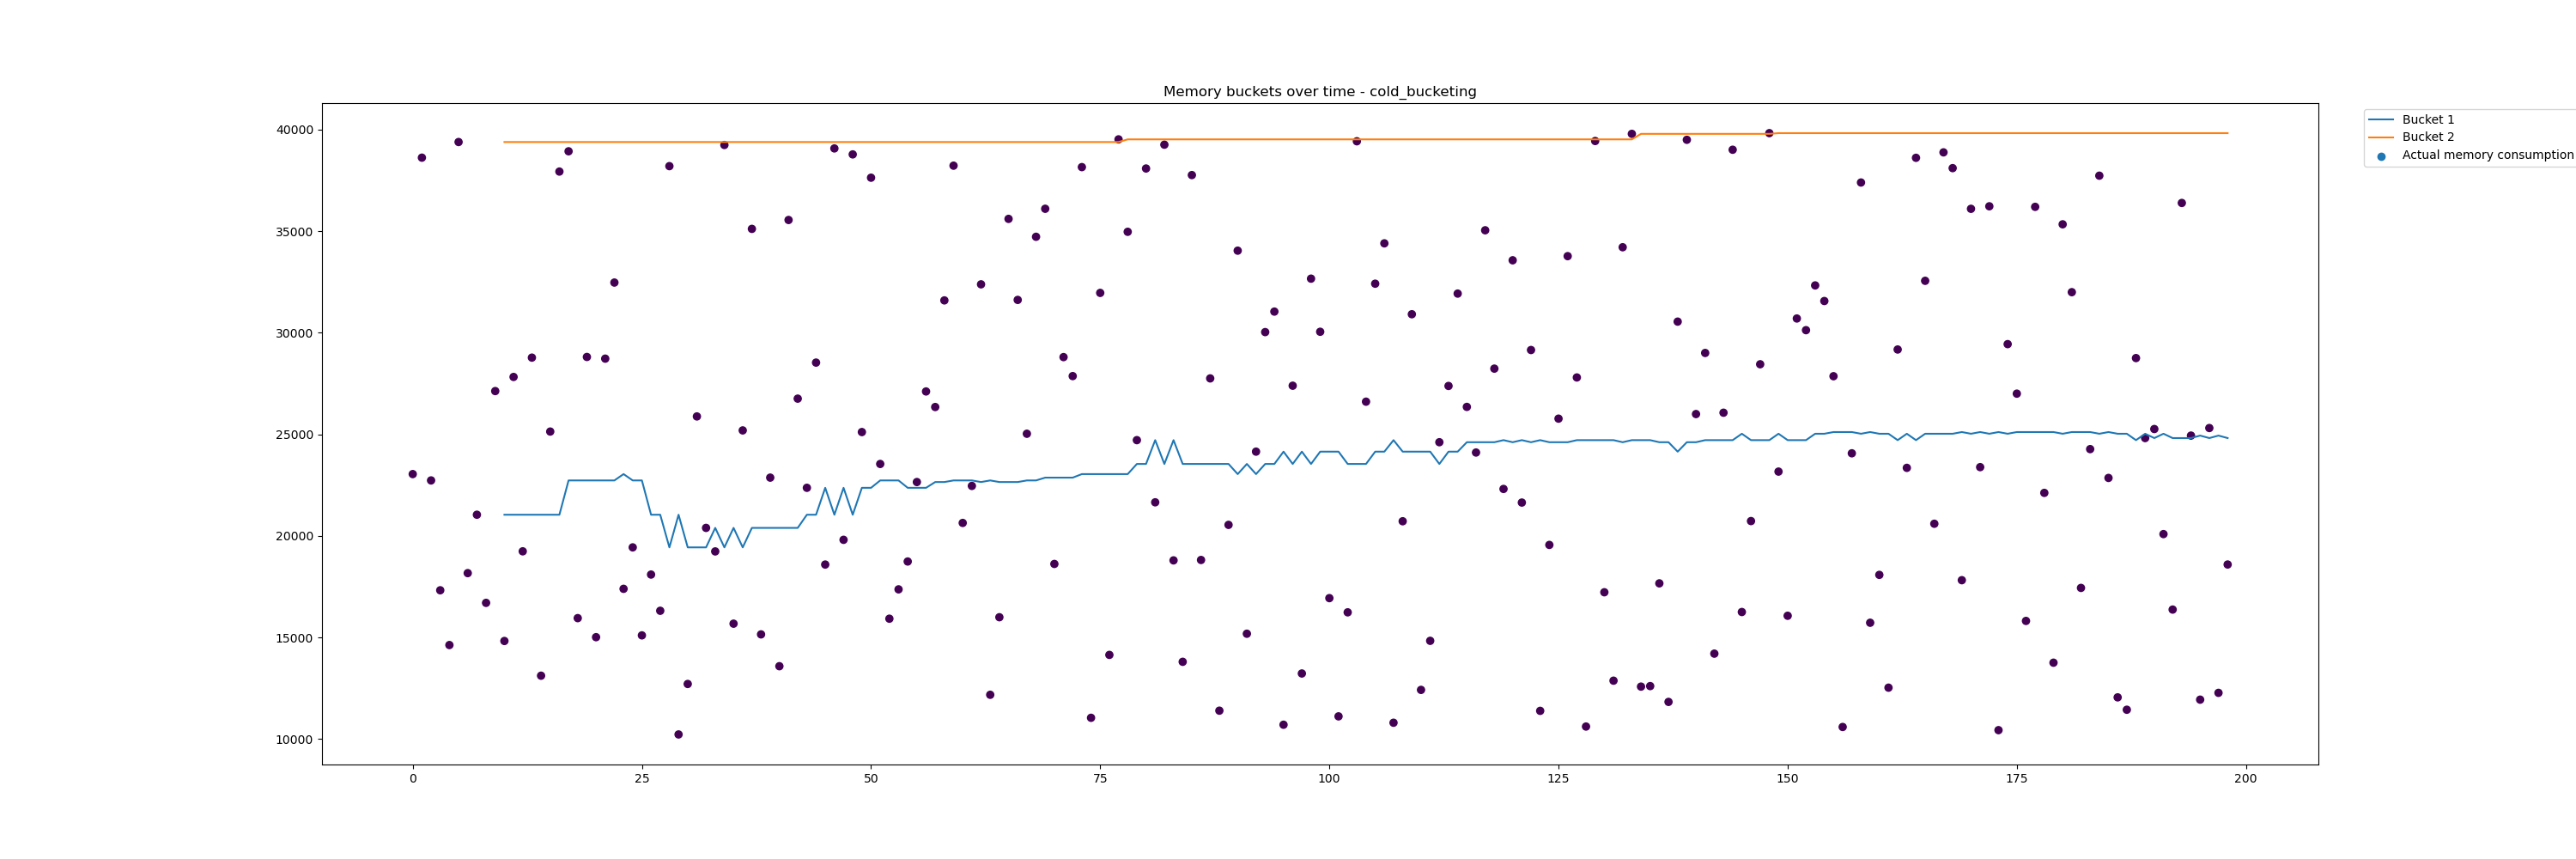 Memory buckets over time - cold_bucketing
40000
35000
30000
25000
20000
15000
10000
0 25 50 75 100 125 150 175 200
Bucket 1
Bucket 2
Actual memory consumption